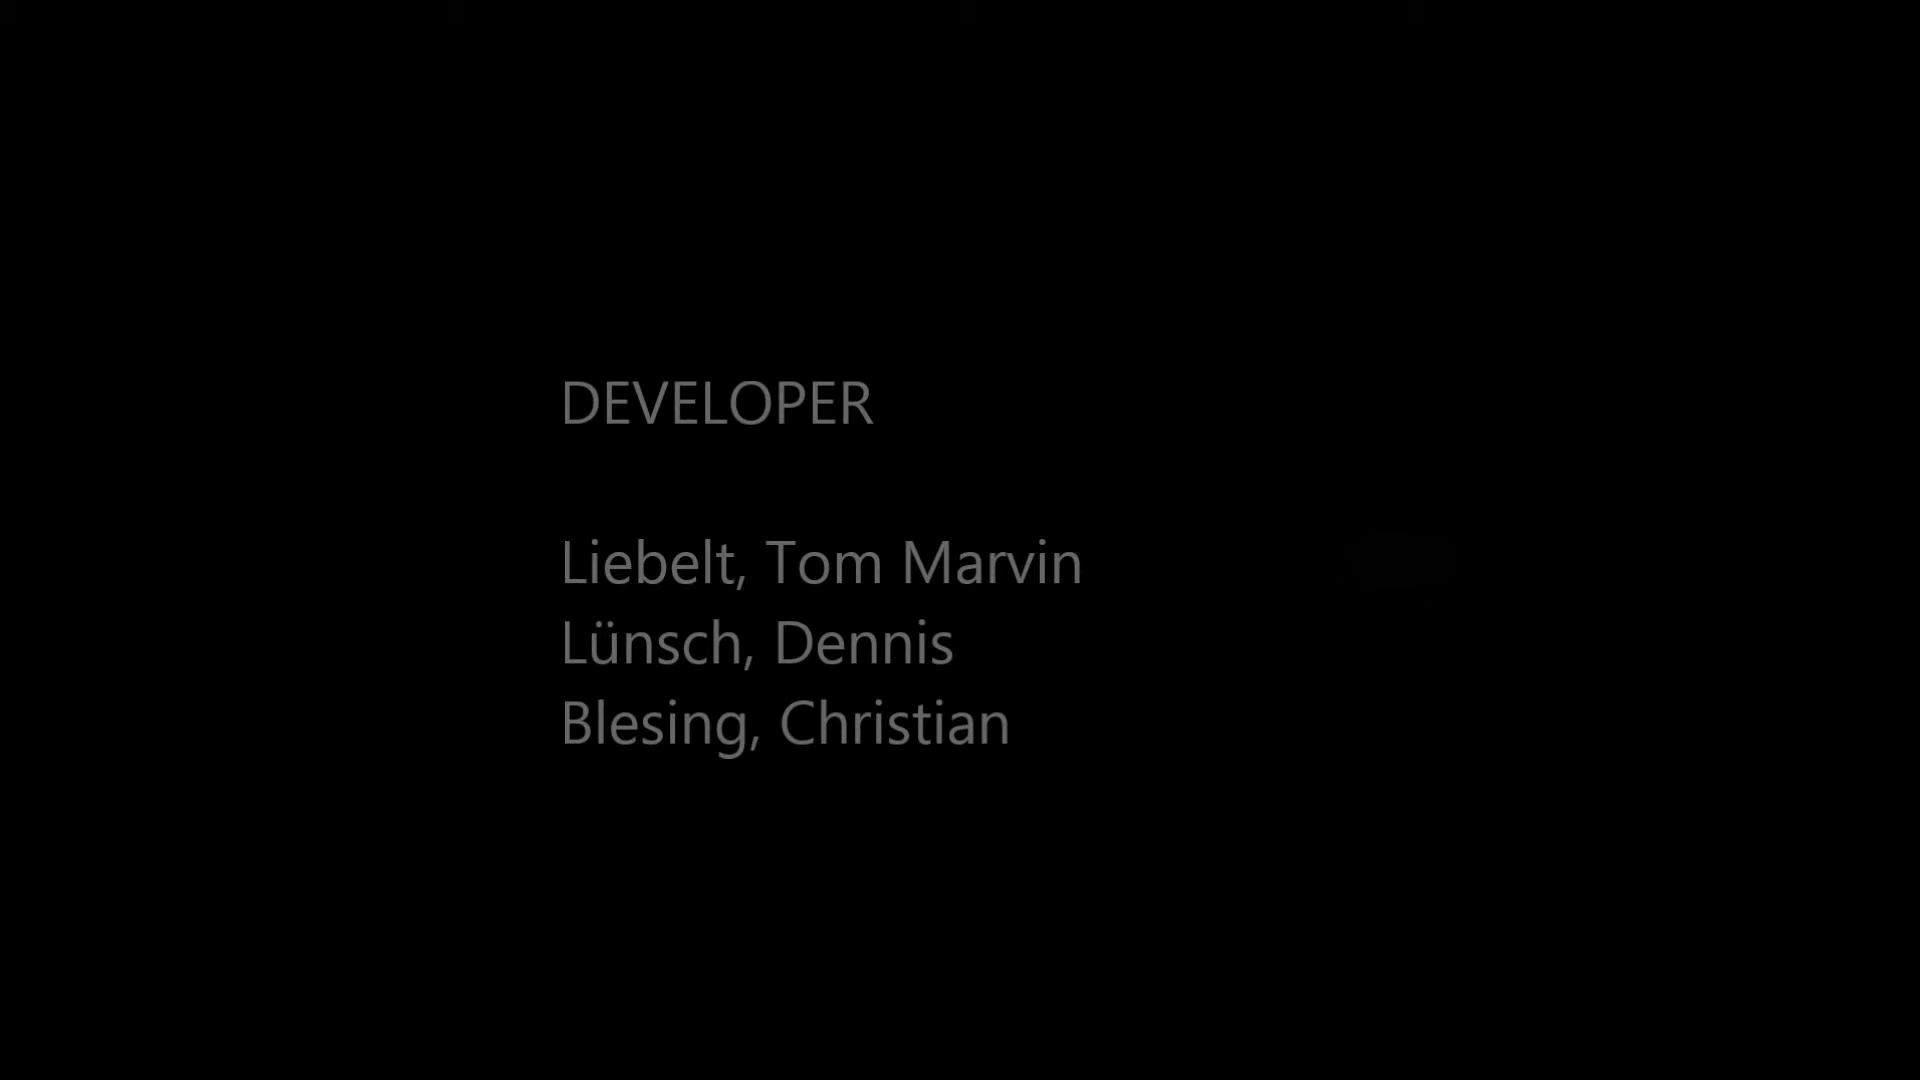 DEVELOPER
Liebelt, Tom Marvin
Lünsch, Dennis
Blesing, Christian